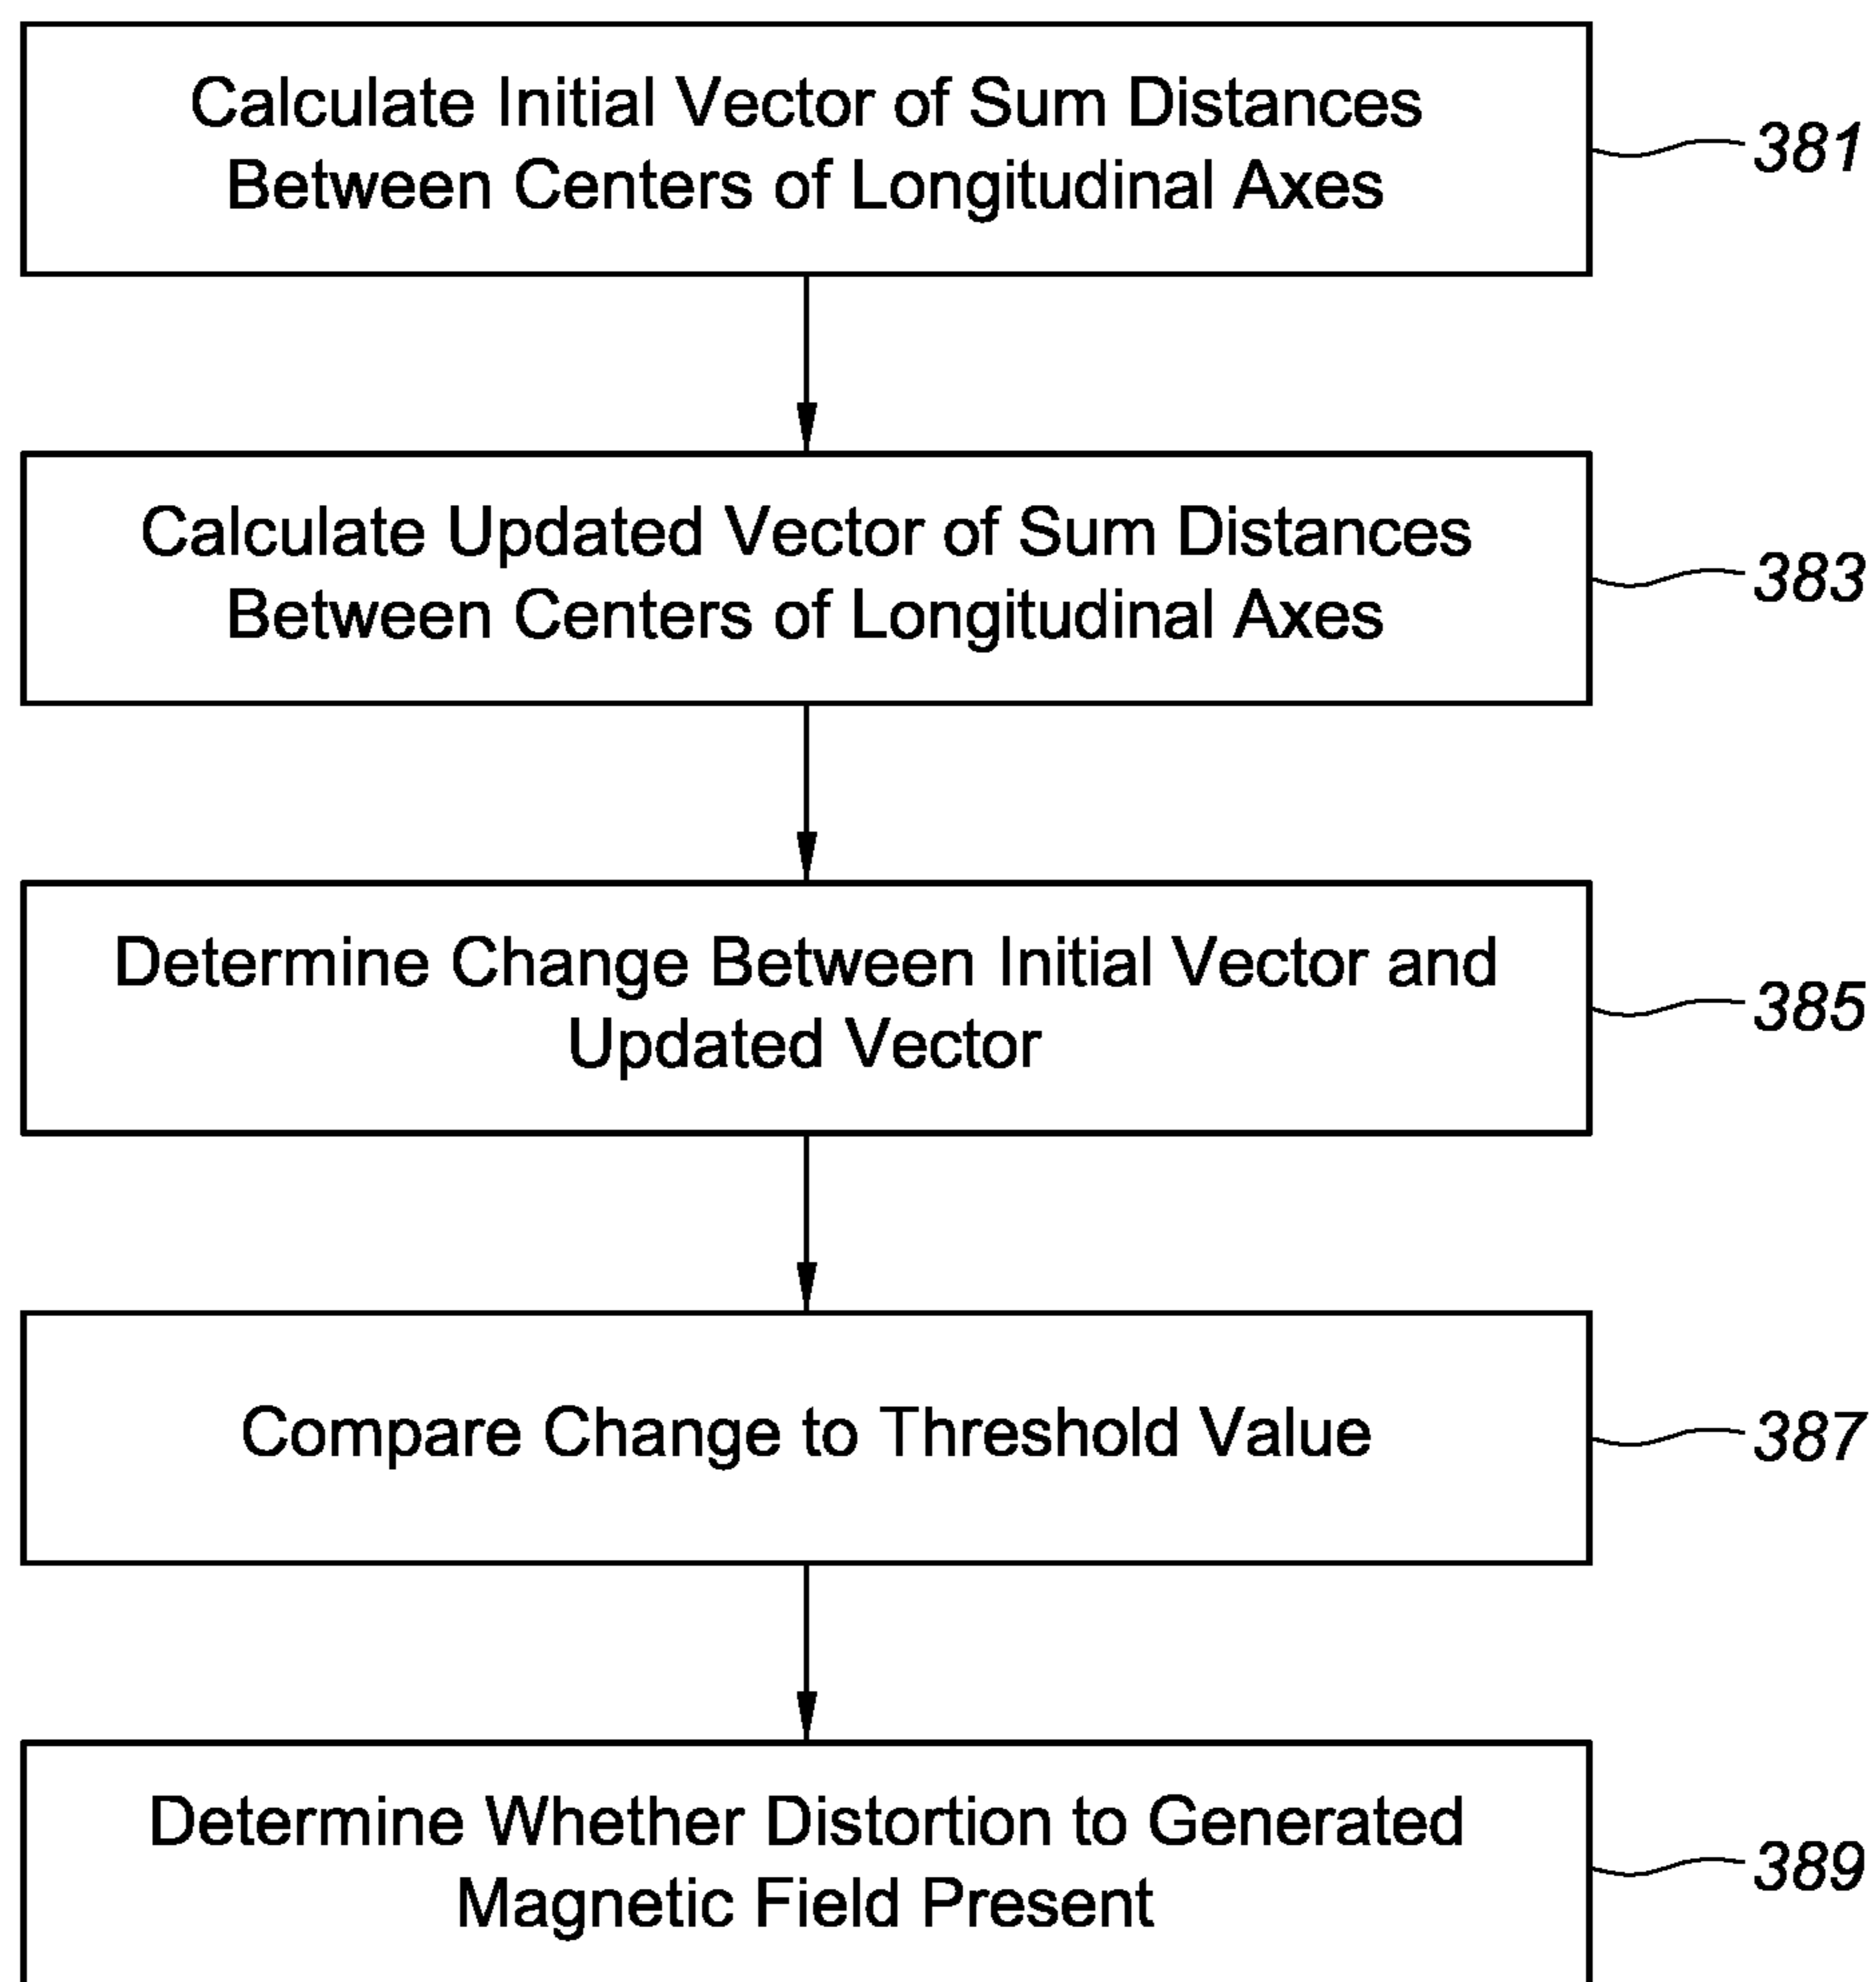 Calculate Initial Vector of Sum Distances
Between Centers of Longitudinal Axes
381
Calculate Updated Vector of Sum Distances
Between Centers of Longitudinal Axes
383
Determine Change Between Initial Vector and
Updated Vector
385
Compare Change to Threshold Value
387
Determine Whether Distortion to Generated
Magnetic Field Present
389